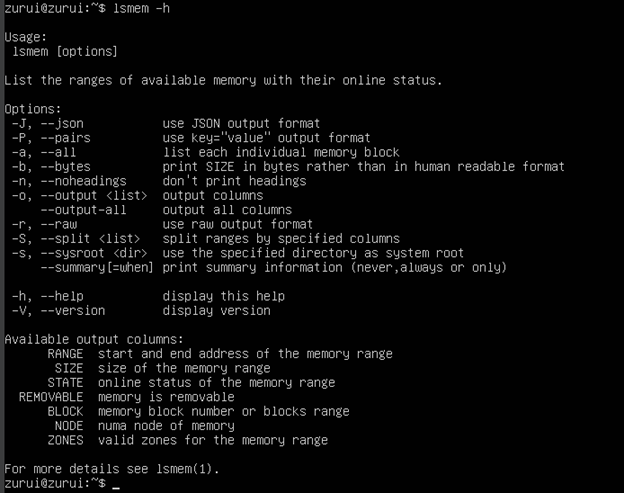 zurui@zurui:~$ lsmem -h

Usage:
 lsmem [options]

List the ranges of available memory with their online status.

Options:
 -J, --json           use JSON output format
 -P, --pairs          use key="value" output format
 -a, --all            list each individual memory block
 -b, --bytes          print SIZE in bytes rather than in human readable format
 -n, --noheadings     don't print headings
 -o, --output <list>  output columns
     --output-all     output all columns
 -r, --raw            use raw output format
 -S, --split <list>   split ranges by specified columns
 -s, --sysroot <dir>  use the specified directory as system root
     --summary[=when] print summary information (never,always or only)

 -h, --help           display this help
 -V, --version        display version

Available output columns:
      RANGE  start and end address of the memory range
       SIZE  size of the memory range
      STATE  online status of the memory range
  REMOVABLE  memory is removable
      BLOCK  memory block number or blocks range
       NODE  numa node of memory
      ZONES  valid zones for the memory range

For more details see lsmem(1).
zurui@zurui:~$ _